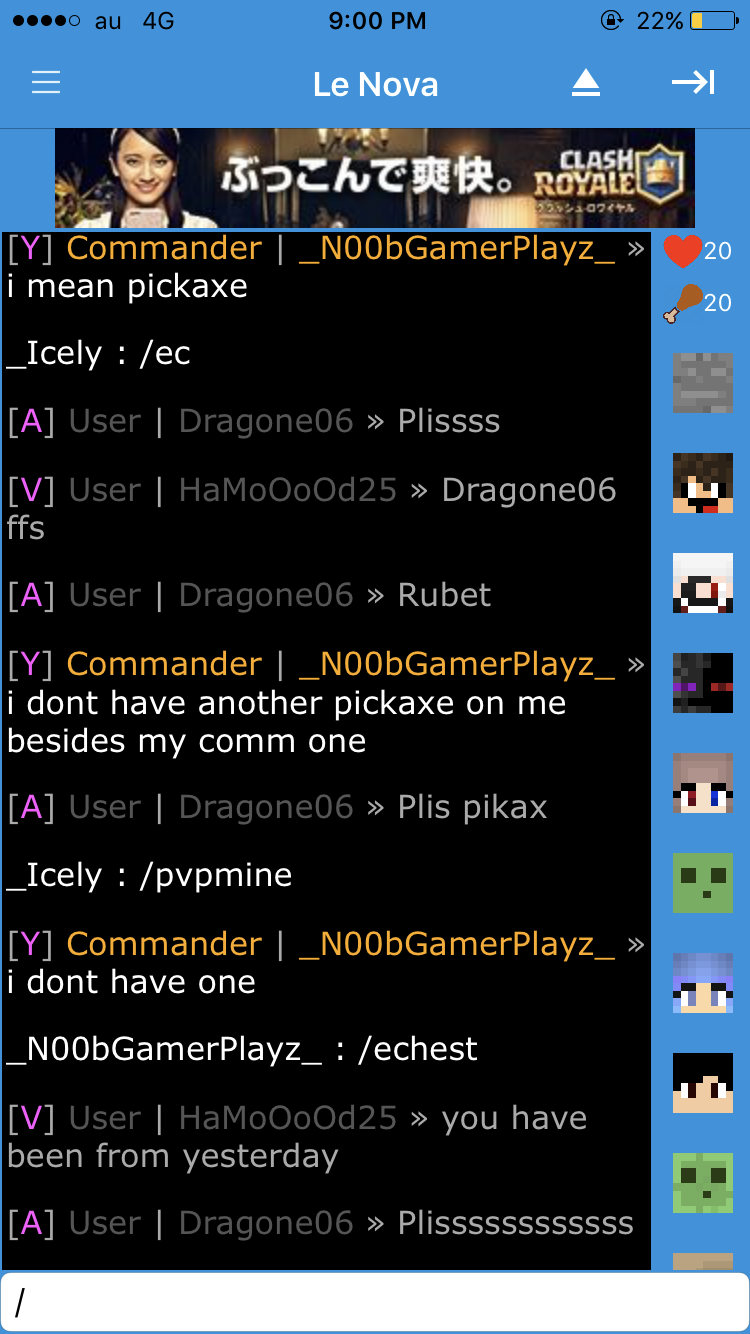 au 4G 9:00 PM 22%
Le Nova
ぶっこんで爽快。 CLASH
ROYALE
クラッシュ・ロワイヤル
[Y] Commander | _N00bGamerPlayz_ » 20
i mean pickaxe
20
_Icely : /ec
[A] User | Dragone06 » Plissss
[V] User | HaMoOoOd25 » Dragone06
ffs
[A] User | Dragone06 » Rubet
[Y] Commander | _N00bGamerPlayz_ »
i dont have another pickaxe on me
besides my comm one
[A] User | Dragone06 » Plis pikax
_Icely : /pvpmine
[Y] Commander | _N00bGamerPlayz_ »
i dont have one
_N00bGamerPlayz_ : /echest
[V] User | HaMoOoOd25 » you have
been from yesterday
[A] User | Dragone06 » Plissssssssssss
/